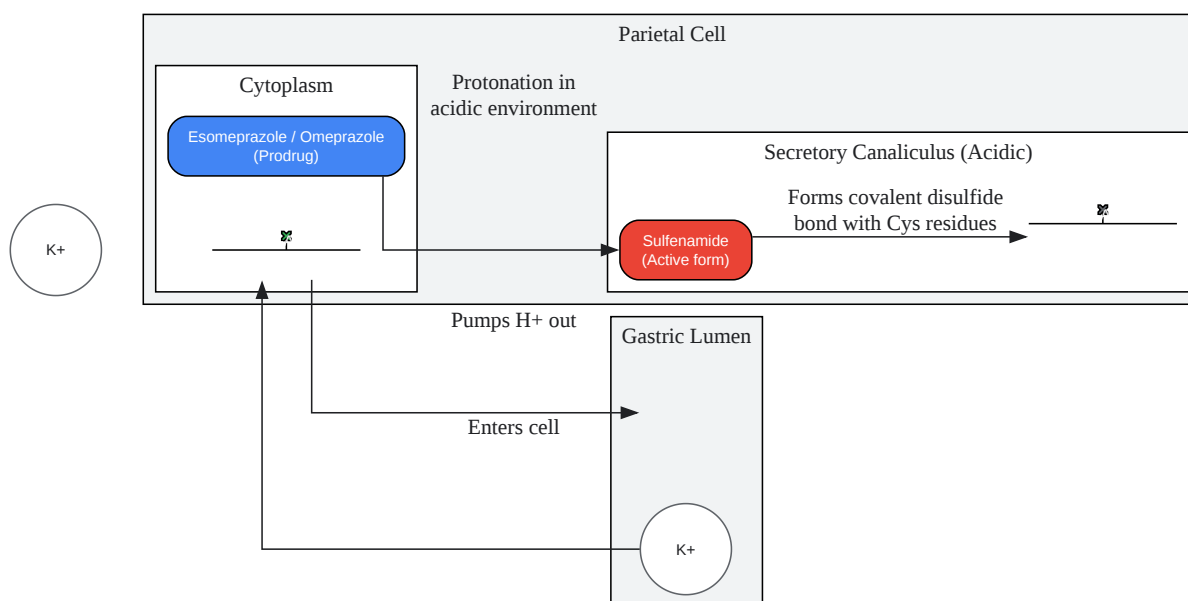 Parietal Cell
Cytoplasm
Protonation in
acidic environment
Esomeprazole / Omeprazole
(Prodrug)
Secretory Canaliculus (Acidic)
Forms covalent disulfide
bond with Cys residues
K+
Sulfenamide
(Active form)
Pumps H+ out
Gastric Lumen
Enters cell
K+